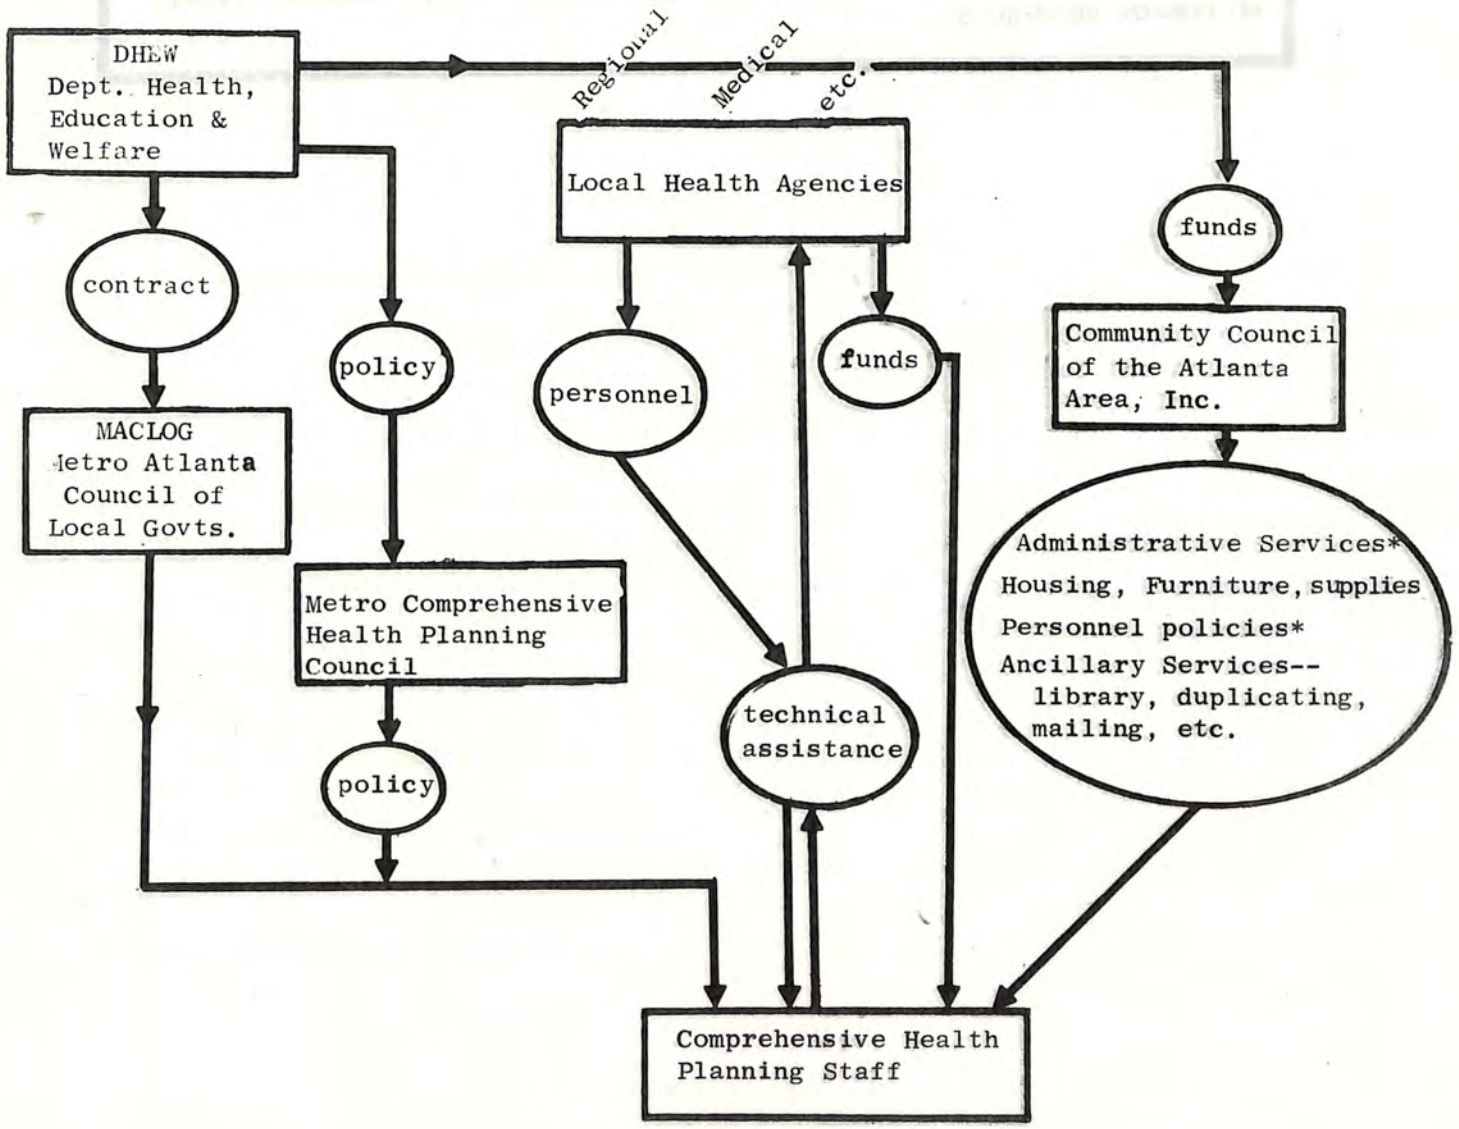 DHEW
Dept. Health,
Education &
Welfare
Regional
Medical
etc.
Local Health Agencies
funds
contract
policy
personnel
funds
Community Council
of the Atlanta
Area, Inc.
MACLOG
Metro Atlanta
Council of
Local Govts.
Metro Comprehensive
Health Planning
Council
Administrative Services*
Housing, Furniture, supplies
Personnel policies*
Ancillary Services--
library, duplicating,
mailing, etc.
technical
assistance
policy
Comprehensive Health
Planning Staff